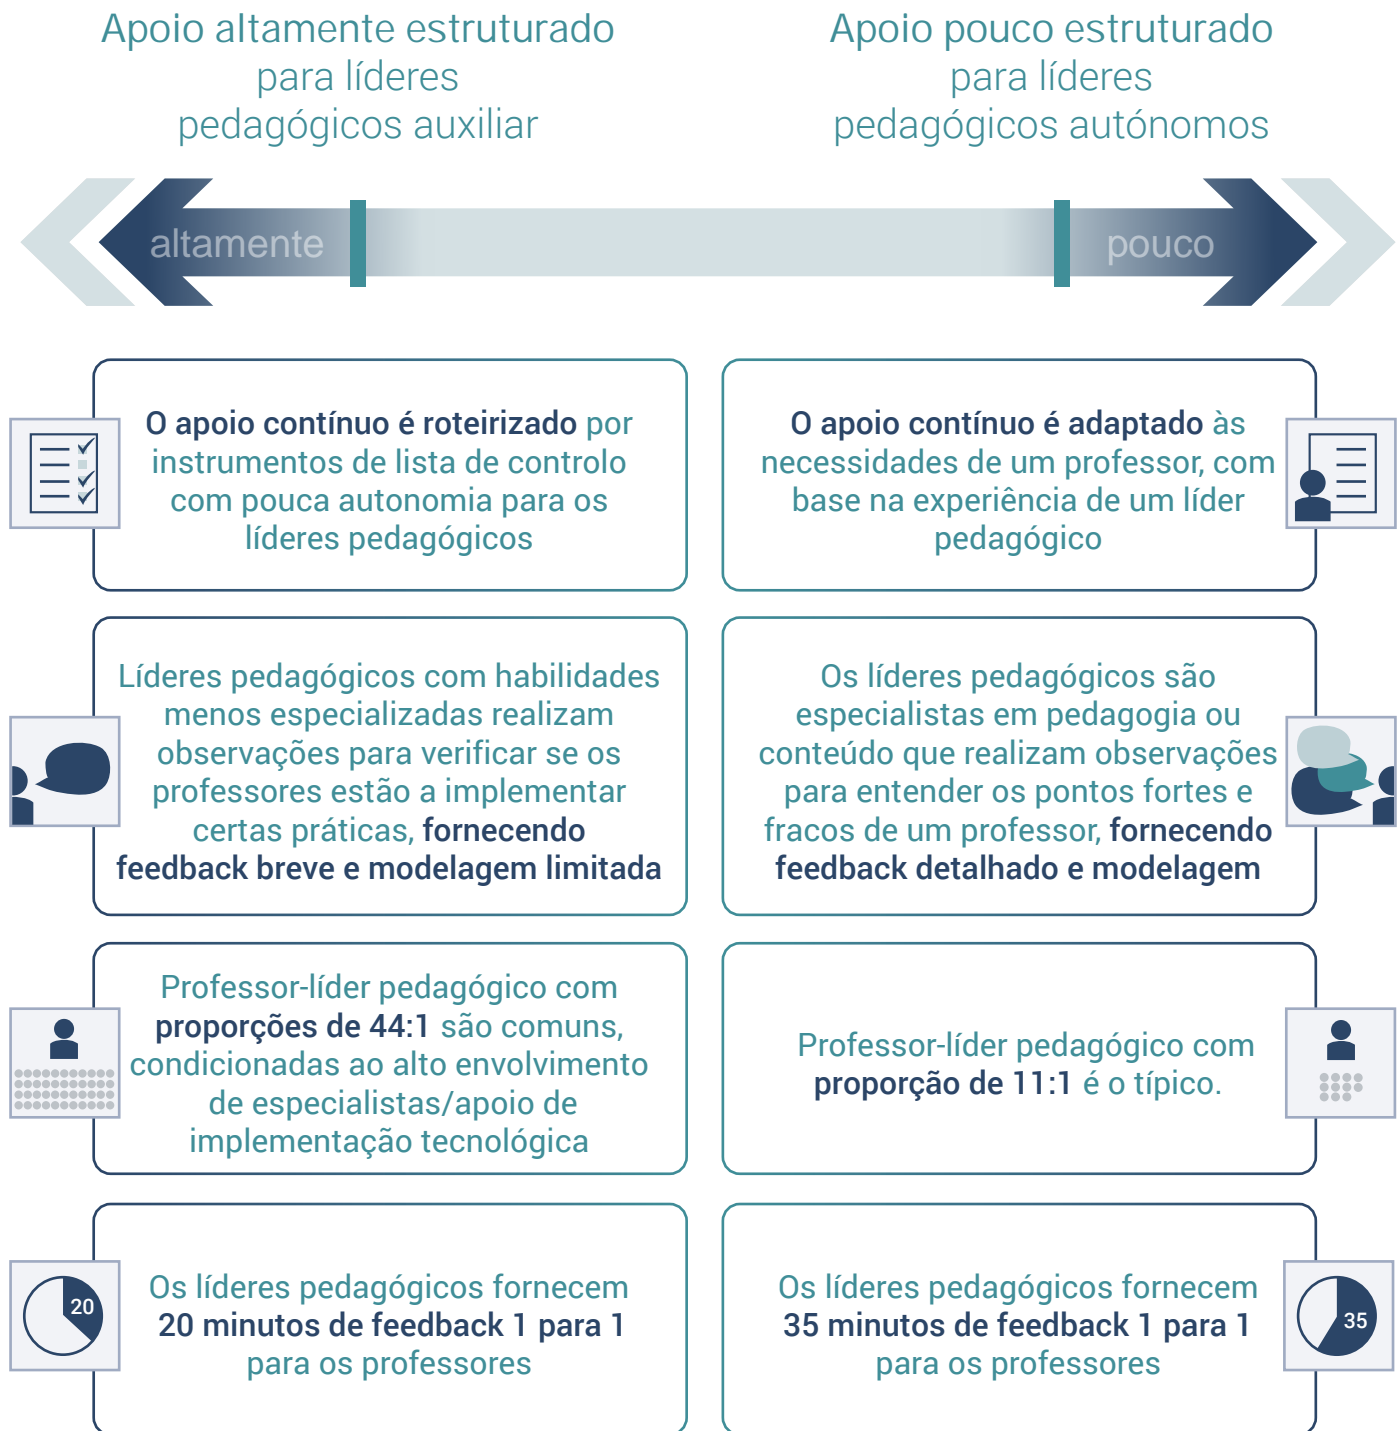 Apoio altamente estruturado
para líderes
pedagógicos auxiliar
Apoio pouco estruturado
para líderes
pedagógicos autónomos
altamente
pouco
O apoio contínuo é roteirizado por
instrumentos de lista de controlo
com pouca autonomia para os
líderes pedagógicos
O apoio contínuo é adaptado às
necessidades de um professor, com
base na experiência de um líder
pedagógico
Líderes pedagógicos com habilidades
menos especializadas realizam
observações para verificar se os
professores estão a implementar
certas práticas, fornecendo
feedback breve e modelagem limitada
Os líderes pedagógicos são
especialistas em pedagogia ou
conteúdo que realizam observações
para entender os pontos fortes e
fracos de um professor, fornecendo
feedback detalhado e modelagem
Professor-líder pedagógico com
proporções de 44:1 são comuns,
condicionadas ao alto envolvimento
de especialistas/apoio de
implementação tecnológica
Professor-líder pedagógico com
proporção de 11:1 é o típico.
20
Os líderes pedagógicos fornecem
20 minutos de feedback 1 para 1
para os professores
Os líderes pedagógicos fornecem
35 minutos de feedback 1 para 1
para os professores
35